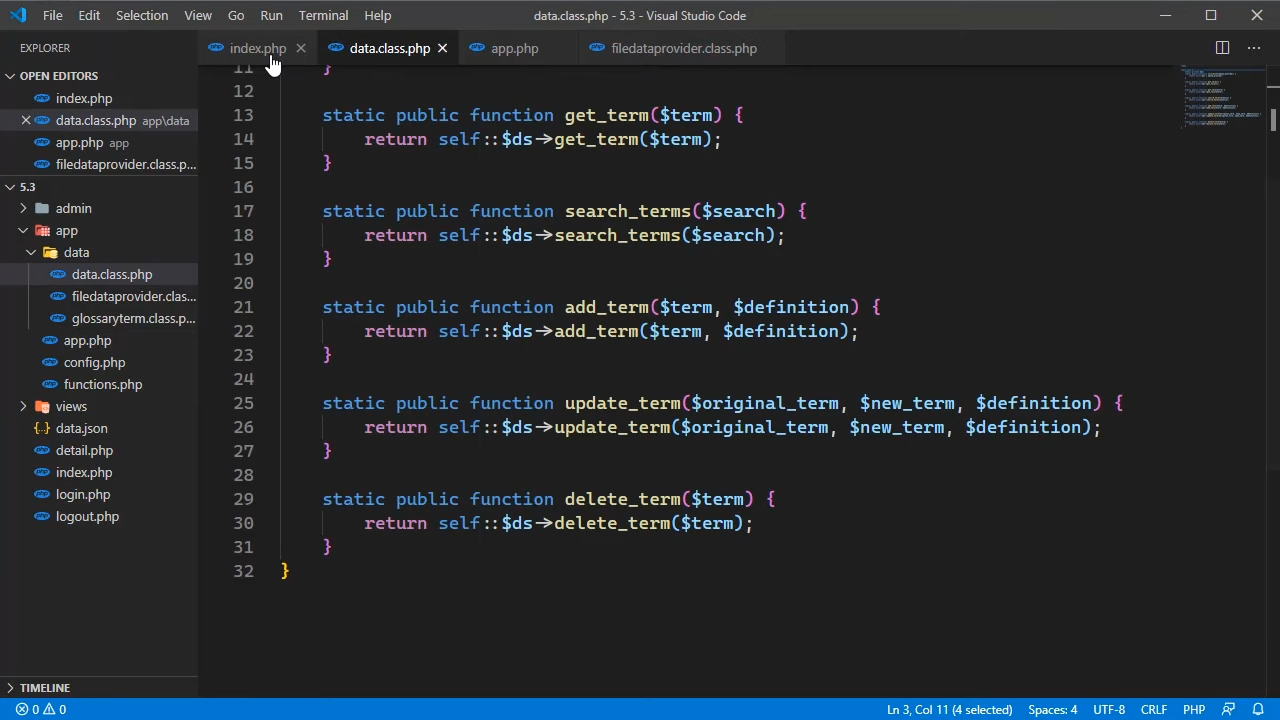 File Edit Selection View Go Run Terminal Help data.class.php - 5.3 - Visual Studio Code
EXPLORER
OPEN EDITORS
index.php
data.class.php app\data
app.php app
filedataprovider.class.p...
5.3
admin
app
data
data.class.php
filedataprovider.clas...
glossaryterm.class.p...
app.php
config.php
functions.php
views
data.json
detail.php
index.php
login.php
logout.php
TIMELINE
index.php data.class.php app.php filedataprovider.class.php
11 }
12
13 static public function get_term($term) {
14 return self::$ds->get_term($term);
15 }
16
17 static public function search_terms($search) {
18 return self::$ds->search_terms($search);
19 }
20
21 static public function add_term($term, $definition) {
22 return self::$ds->add_term($term, $definition);
23 }
24
25 static public function update_term($original_term, $new_term, $definition) {
26 return self::$ds->update_term($original_term, $new_term, $definition);
27 }
28
29 static public function delete_term($term) {
30 return self::$ds->delete_term($term);
31 }
32 }
0 0 Ln 3, Col 11 (4 selected) Spaces: 4 UTF-8 CRLF PHP